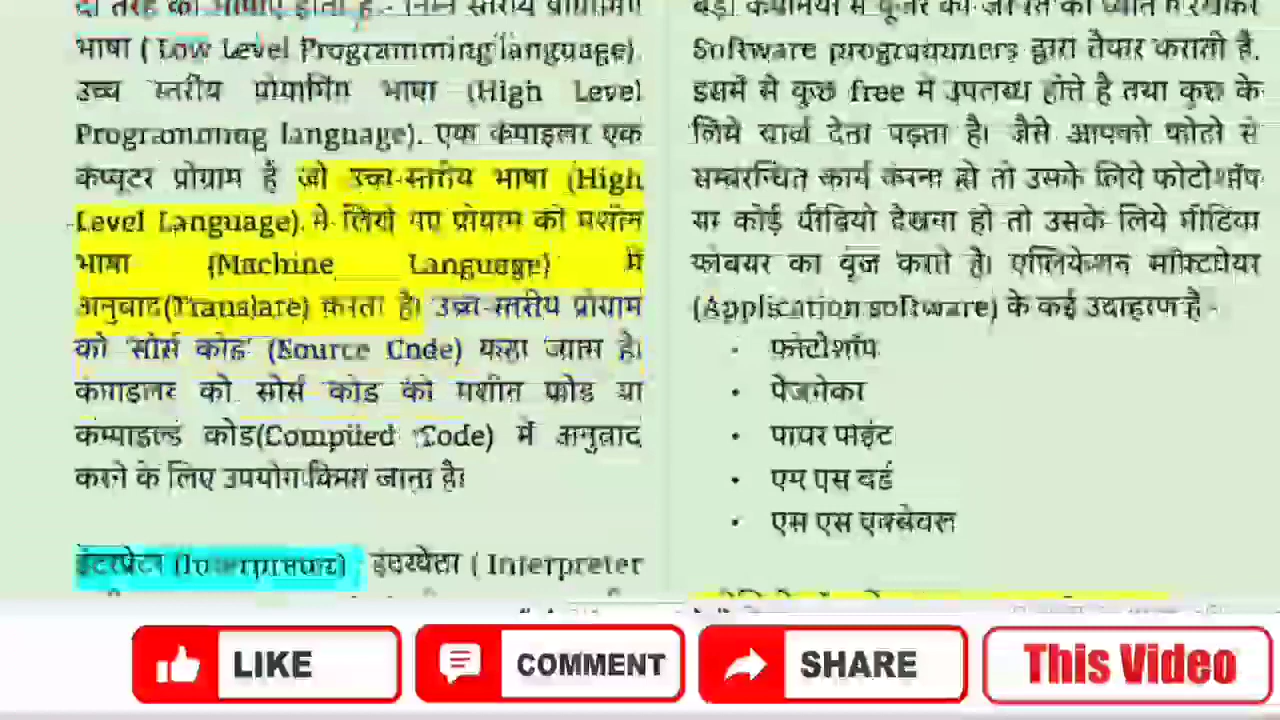 भाषा (Low Level Programming language),
उच्च स्तरीय प्रोग्रामिंग भाषा (High Level
Programming language). एक कंपाइलर एक
कंप्यूटर प्रोग्राम है जो उच्च-स्तरीय भाषा (High
Level Language) में लिखे गए प्रोग्राम को मशीन
भाषा (Machine Language) में
अनुवाद(Translate) करता है। उच्च-स्तरीय प्रोग्राम
को 'सोर्स कोड' (Source Code) कहा जाता है।
कंपाइलर को सोर्स कोड को मशीन कोड या
कम्पाइल्ड कोड(Compiled Code) में अनुवाद
करने के लिए उपयोग किया जाता है।
इंटरप्रेटर (Interpreter) इंटरप्रेटर ( Interpreter
Software programmers द्वारा तैयार कराती है.
इसमें से कुछ free में उपलब्ध होते है तथा कुछ के
लिये चार्ज देना पड़ता है। जैसे आपको फोटो से
सम्बन्धित कार्य करना हो तो उसके लिये फोटोशॉप
या कोई वीडियो देखना हो तो उसके लिये मीडिया
प्लेयर का यूज करते है। एप्लिकेशन सॉफ्टवेयर
(Application software) के कई उदाहरण है -
• फोटोशॉप
• पेजमेकर
• पावर पाइंट
• एम एस वर्ड
• एम एस एक्सेल
LIKE
COMMENT
SHARE
This Video